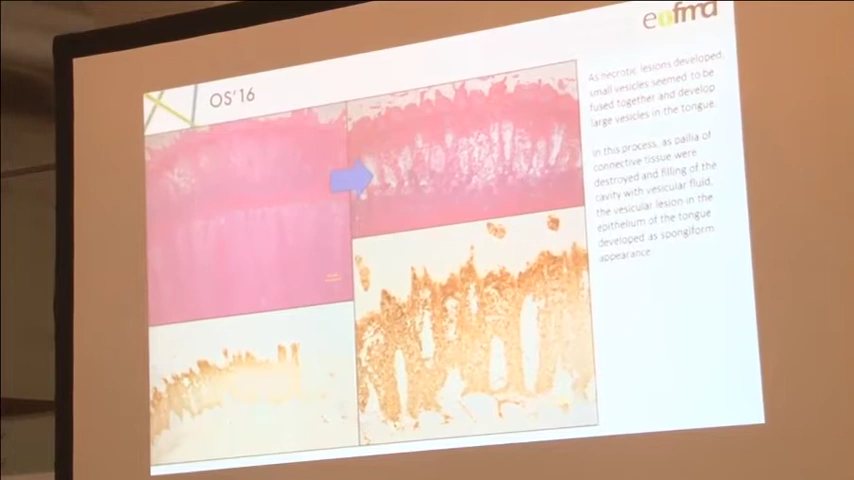 eofmd
OS'16
As necrotic lesions developed,
small vesicles seemed to be
fused together and develop
large vesicles in the tongue.
In this process, as pailla of
connective tissue were
destroyed and filling of the
cavity with vesicular fluid,
the vesicular lesion in the
epithelium of the tongue
developed as spongiform
appearance